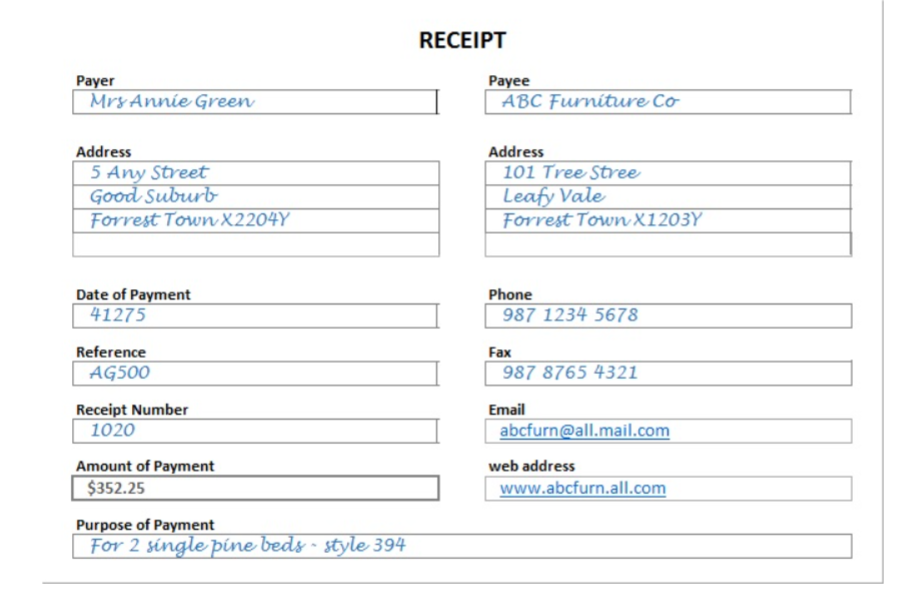 RECEIPT
Payer
Mrs Annie Green
Payee
ABC Furniture Co
Address
5 Any Street
Good Suburb
Forrest Town X2204Y
Address
101 Tree Stree
Leafy Vale
Forrest Town X1203Y
Date of Payment
41275
Phone
987 1234 5678
Reference
AG500
Fax
987 8765 4321
Receipt Number
1020
Email
abcfurn@all.mail.com
Amount of Payment
$352.25
web address
www.abcfurn.all.com
Purpose of Payment
For 2 single pine beds - style 394